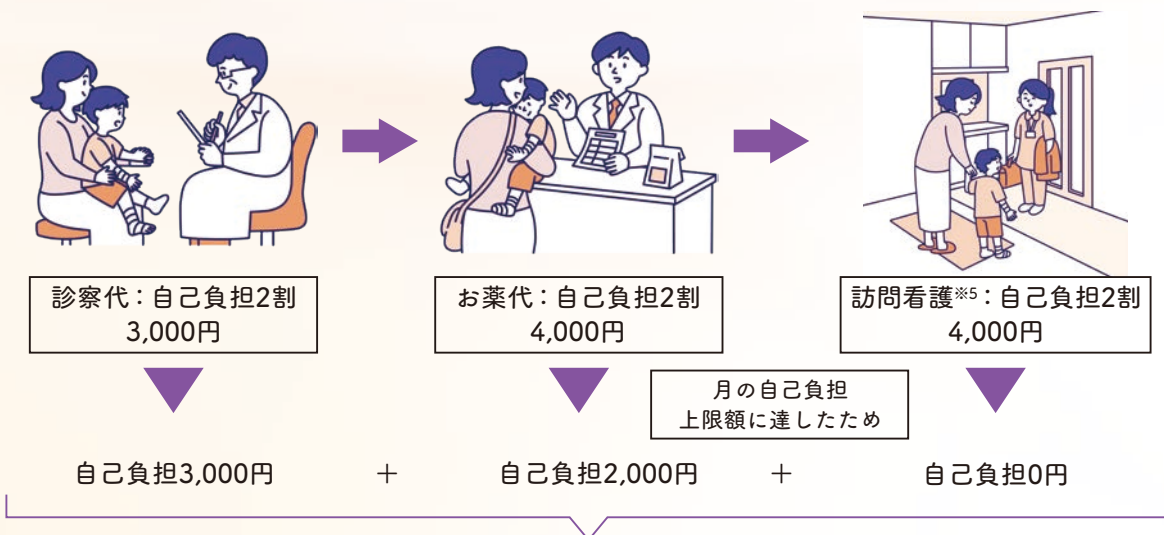 診察代：自己負担2割
3,000円
お薬代：自己負担2割
4,000円
訪問看護※5：自己負担2割
4,000円
月の自己負担
上限額に達したため
自己負担3,000円 ＋ 自己負担2,000円 ＋ 自己負担0円